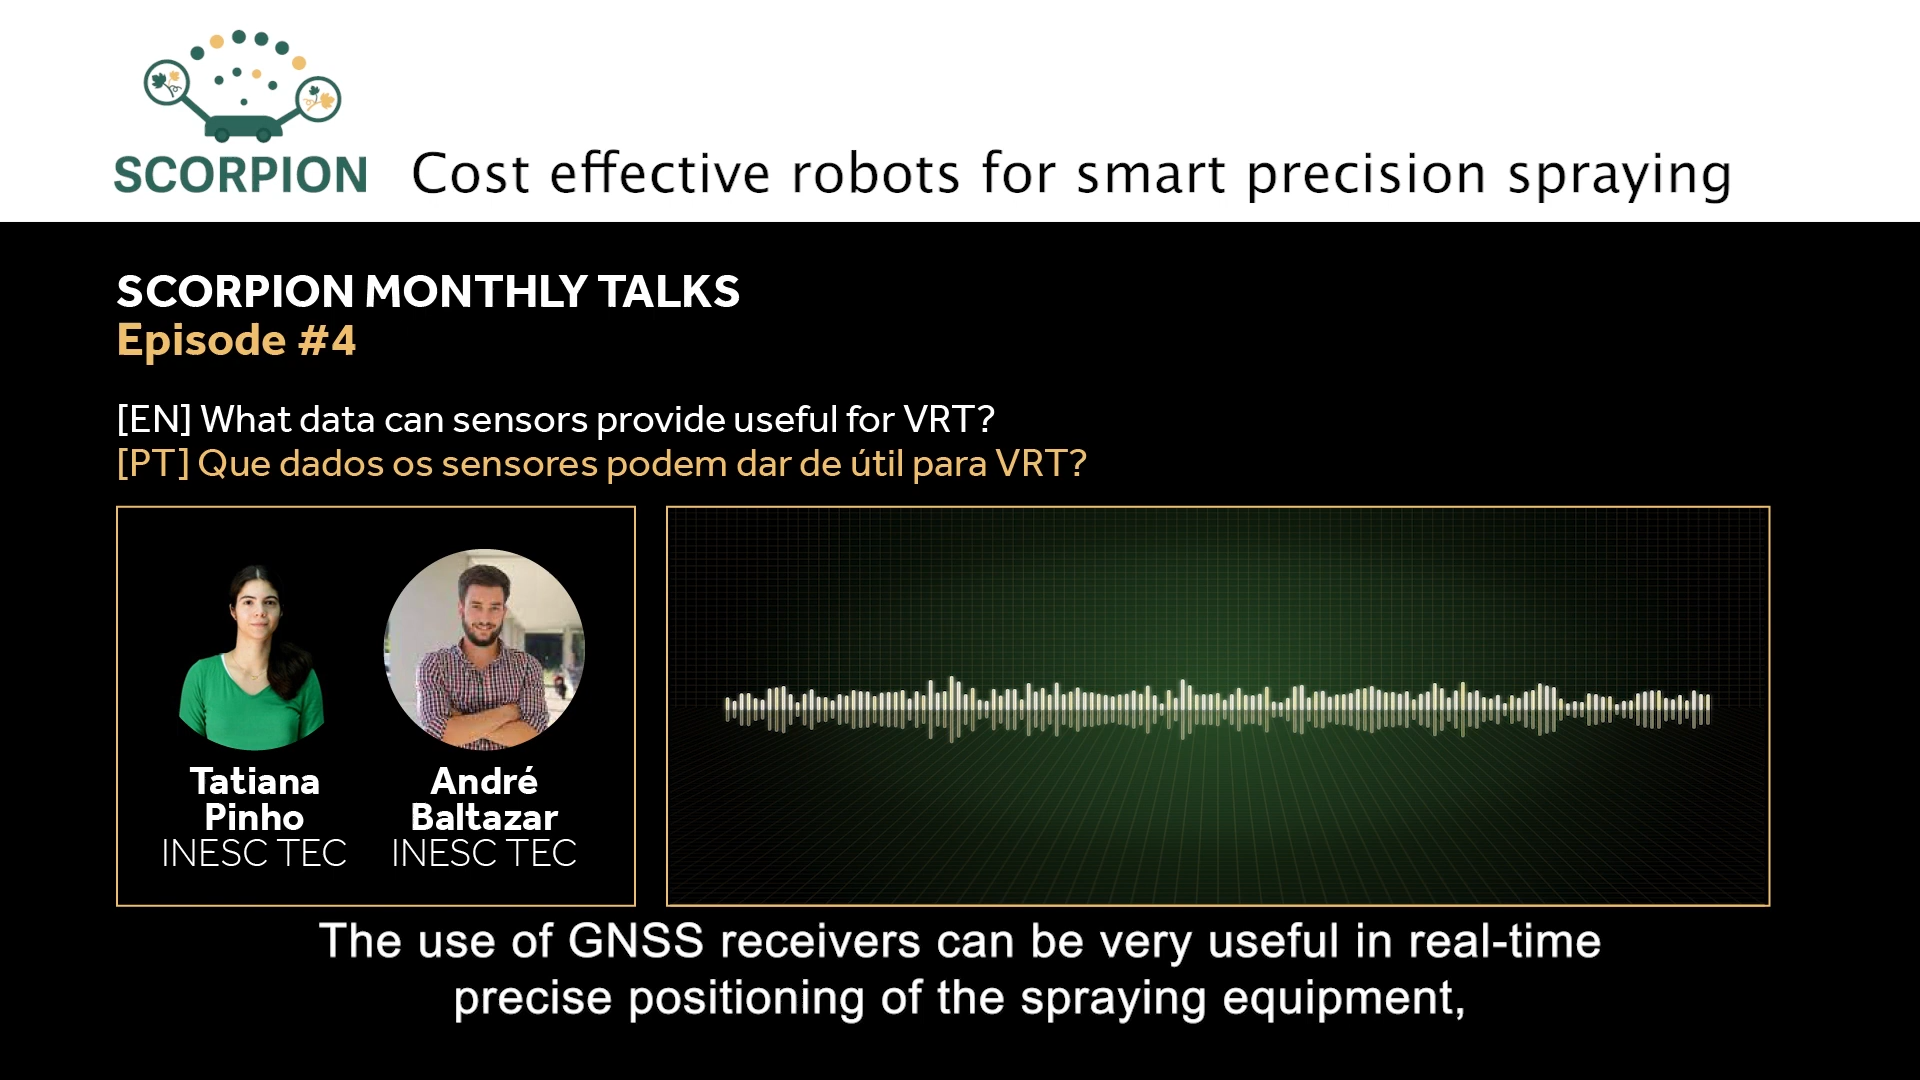 SCORPION
Cost effective robots for smart precision spraying
SCORPION MONTHLY TALKS
Episode #4
[EN] What data can sensors provide useful for VRT?
[PT] Que dados os sensores podem dar de útil para VRT?
Tatiana
Pinho
INESC TEC
André
Baltazar
INESC TEC
The use of GNSS receivers can be very useful in real-time
precise positioning of the spraying equipment,